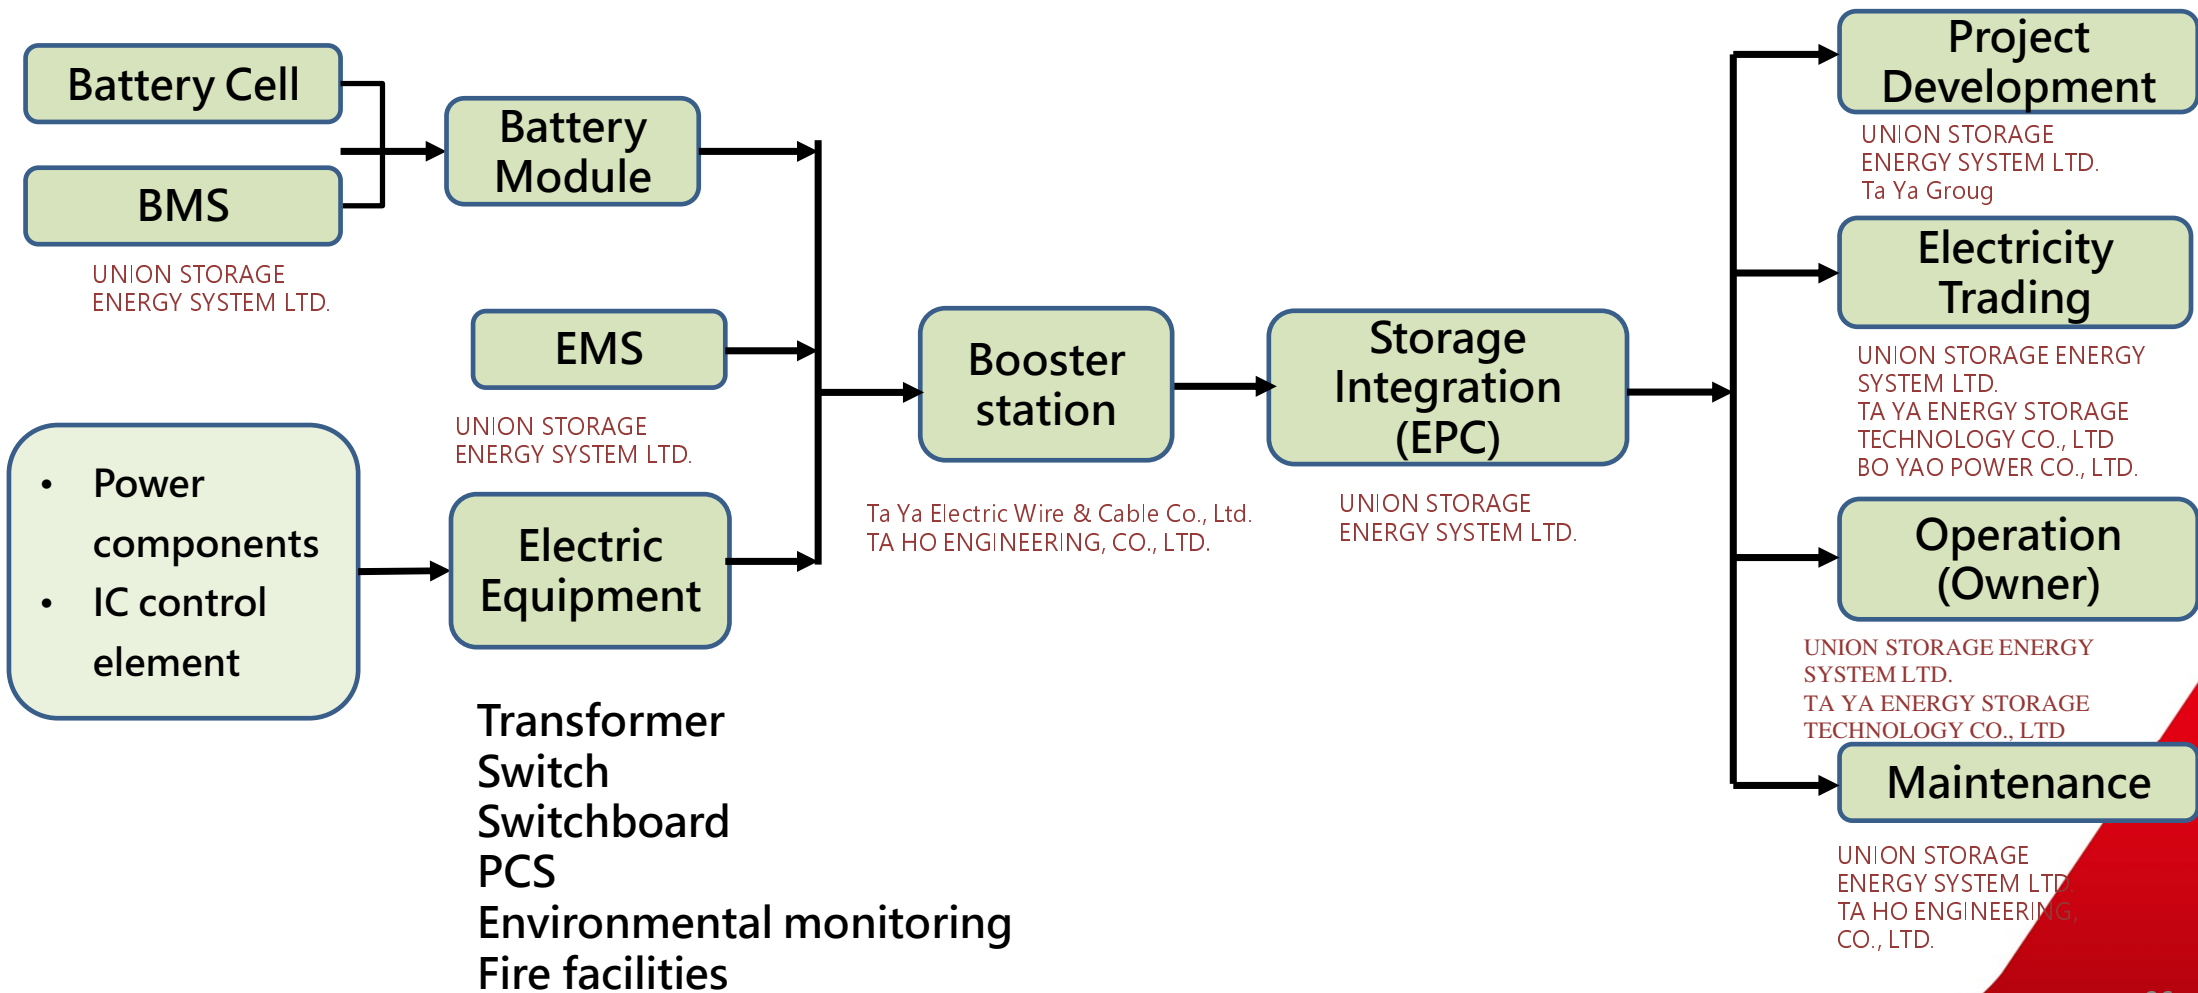 Battery Cell
BMS
UNION STORAGE
ENERGY SYSTEM LTD.
Battery
Module
EMS
UNION STORAGE
ENERGY SYSTEM LTD.
• Power
components
• IC control
element
Electric
Equipment
Transformer
Switch
Switchboard
PCS
Environmental monitoring
Fire facilities
Booster
station
Ta Ya Electric Wire & Cable Co., Ltd.
TA HO ENGINEERING, CO., LTD.
Storage
Integration
(EPC)
UNION STORAGE
ENERGY SYSTEM LTD.
Project
Development
UNION STORAGE
ENERGY SYSTEM LTD.
Ta Ya Groug
Electricity
Trading
UNION STORAGE ENERGY
SYSTEM LTD.
TA YA ENERGY STORAGE
TECHNOLOGY CO., LTD
BO YAO POWER CO., LTD.
Operation
(Owner)
UNION STORAGE ENERGY
SYSTEM LTD.
TA YA ENERGY STORAGE
TECHNOLOGY CO., LTD
Maintenance
UNION STORAGE
ENERGY SYSTEM LTD.
TA HO ENGINEERING,
CO., LTD.